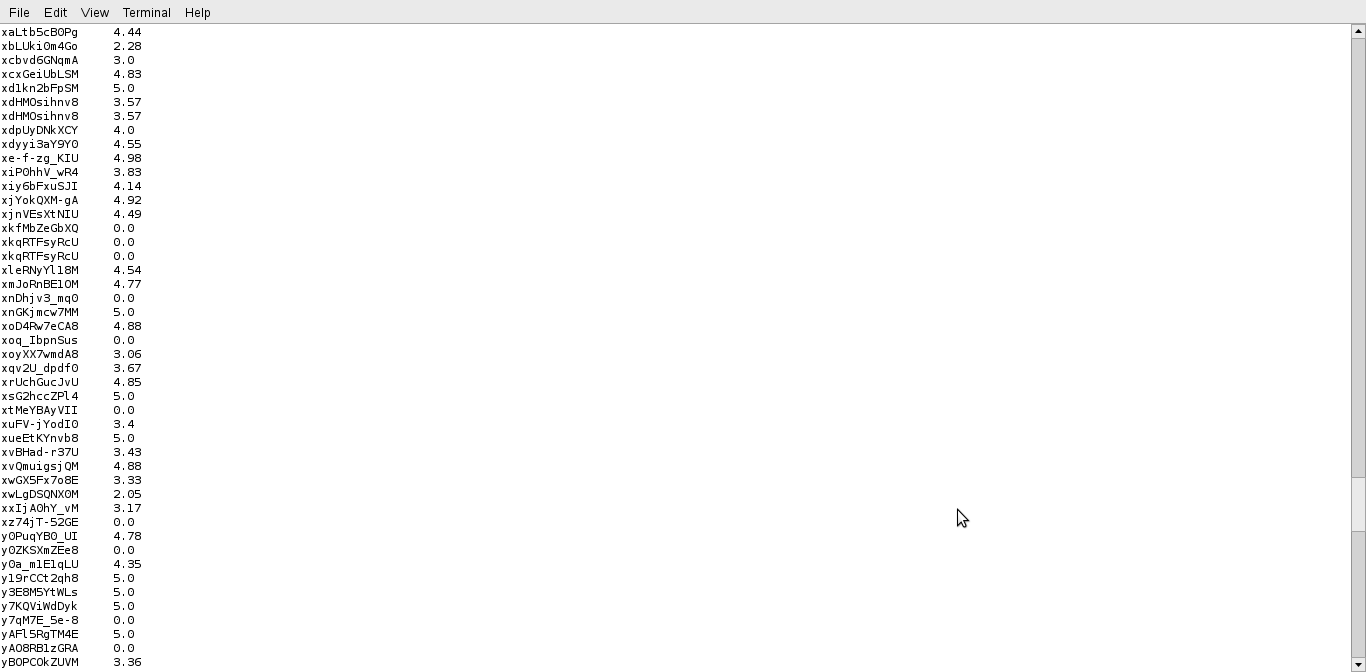 File Edit View Terminal Help
xaLtb5cB0Pg 4.44
xbLUki0m4Go 2.28
xcbvd6GNqmA 3.0
xcxGeiUbLSM 4.83
xd1kn2bFpSM 5.0
xdHMOsihnv8 3.57
xdHMOsihnv8 3.57
xdpUyDNkXCY 4.0
xdyyi3aY9Y0 4.55
xe-f-zg_KIU 4.98
xiP0hhV_wR4 3.83
xiy6bFxuSJI 4.14
xjYokQXM-gA 4.92
xjnVEsXtNIU 4.49
xkfMbZeGbXQ 0.0
xkqRTFsyRcU 0.0
xkqRTFsyRcU 0.0
xleRNyYl18M 4.54
xmJoRnBE1OM 4.77
xnDhjv3_mq0 0.0
xnGKjmcw7MM 5.0
xoD4Rw7eCA8 4.88
xoq_IbpnSus 0.0
xoyXX7wmdA8 3.06
xqv2U_dpdf0 3.67
xrUchGucJvU 4.85
xsG2hccZPl4 5.0
xtMeYBAyVII 0.0
xuFV-jYodI0 3.4
xueEtKYnvb8 5.0
xvBHad-r37U 3.43
xvQmuigsjQM 4.88
xwGX5Fx7o8E 3.33
xwLgDSQNX0M 2.05
xxIjA0hY_vM 3.17
xz74jT-52GE 0.0
y0PuqYB0_UI 4.78
y0ZKSXmZEe8 0.0
y0a_m1E1qLU 4.35
y19rCCt2qh8 5.0
y3E8M5YtWLs 5.0
y7KQViWdDyk 5.0
y7qM7E_5e-8 0.0
yAFl5RgTM4E 5.0
yAO8RB1zGRA 0.0
yB0PCOkZUVM 3.36